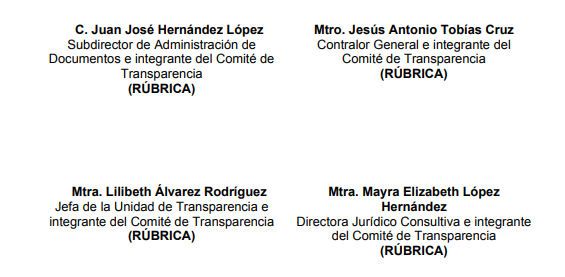 C. Juan José Hernández López
Subdirector de Administración de
Documentos e integrante del Comité de
Transparencia
(RÚBRICA)
Mtro. Jesús Antonio Tobías Cruz
Contralor General e integrante del
Comité de Transparencia
(RÚBRICA)
Mtra. Lilibeth Álvarez Rodríguez
Jefa de la Unidad de Transparencia e
integrante del Comité de Transparencia
(RÚBRICA)
Mtra. Mayra Elizabeth López
Hernández
Directora Jurídico Consultiva e integrante
del Comité de Transparencia
(RÚBRICA)